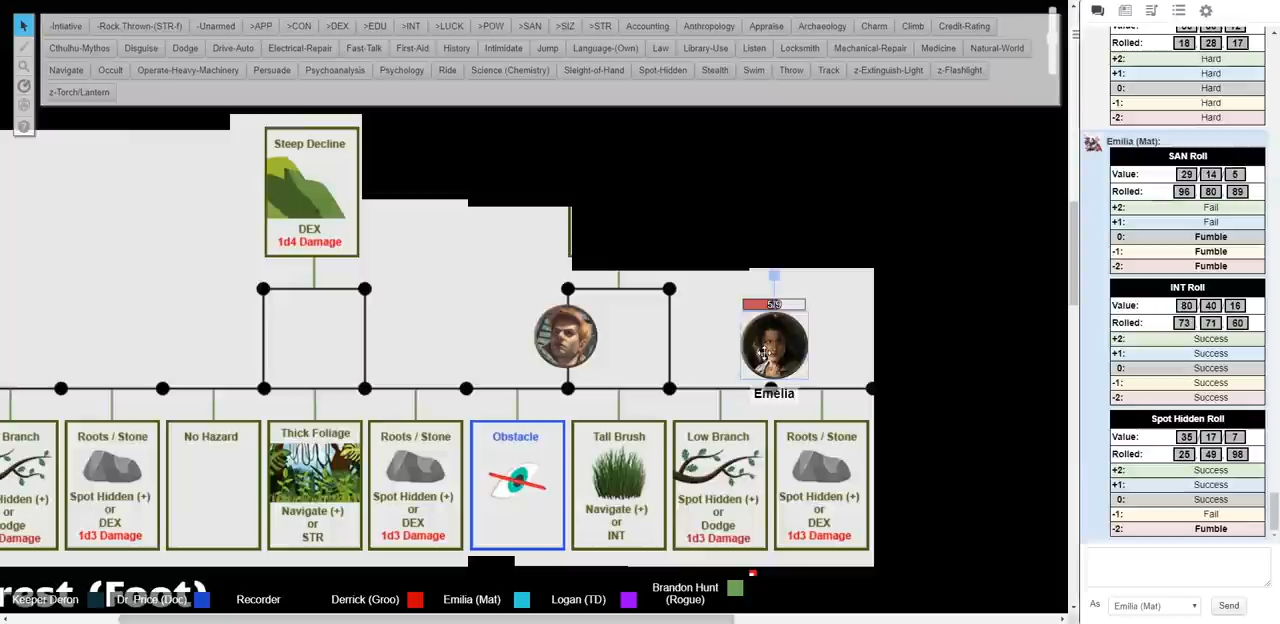 -Intiative -Rock.Thrown-(STR-f) -Unarmed >APP >CON >DEX >EDU >INT >LUCK >POW >SAN >SIZ >STR Accounting Anthropology Appraise Archaeology Charm Climb Credit-Rating
Cthulhu-Mythos Disguise Dodge Drive-Auto Electrical-Repair Fast-Talk First-Aid History Intimidate Jump Language-(Own) Law Library-Use Listen Locksmith Mechanical-Repair Medicine Natural-World
Navigate Occult Operate-Heavy-Machinery Persuade Psychoanalysis Psychology Ride Science (Chemistry) Sleight-of-Hand Spot-Hidden Stealth Swim Throw Track z-Extinguish-Light z-Flashlight
z-Torch/Lantern
Steep Decline
DEX
1d4 Damage
5/9
Emelia
Branch
Hidden (+)
or
odge
Damage
Roots / Stone
Spot Hidden (+)
or
DEX
1d3 Damage
No Hazard
Thick Foliage
Navigate (+)
or
STR
Roots / Stone
Spot Hidden (+)
or
DEX
1d3 Damage
Obstacle
Tall Brush
Navigate (+)
or
INT
Low Branch
Spot Hidden (+)
or
Dodge
1d3 Damage
Roots / Stone
Spot Hidden (+)
or
DEX
1d3 Damage
rest (Foot)
Keeper Deron
Dr. Price (Doc)
Recorder
Derrick (Groo)
Emilia (Mat)
Logan (TD)
Brandon Hunt
(Rogue)
Rolled: 18 28 17
+2: Hard
+1: Hard
0: Hard
-1: Hard
-2: Hard
Emilia (Mat):
SAN Roll
Value: 29 14 5
Rolled: 96 80 89
+2: Fail
+1: Fail
0: Fumble
-1: Fumble
-2: Fumble
INT Roll
Value: 80 40 16
Rolled: 73 71 60
+2: Success
+1: Success
0: Success
-1: Success
-2: Success
Spot Hidden Roll
Value: 35 17 7
Rolled: 25 49 98
+2: Success
+1: Success
0: Success
-1: Fail
-2: Fumble
As Emilia (Mat) Send